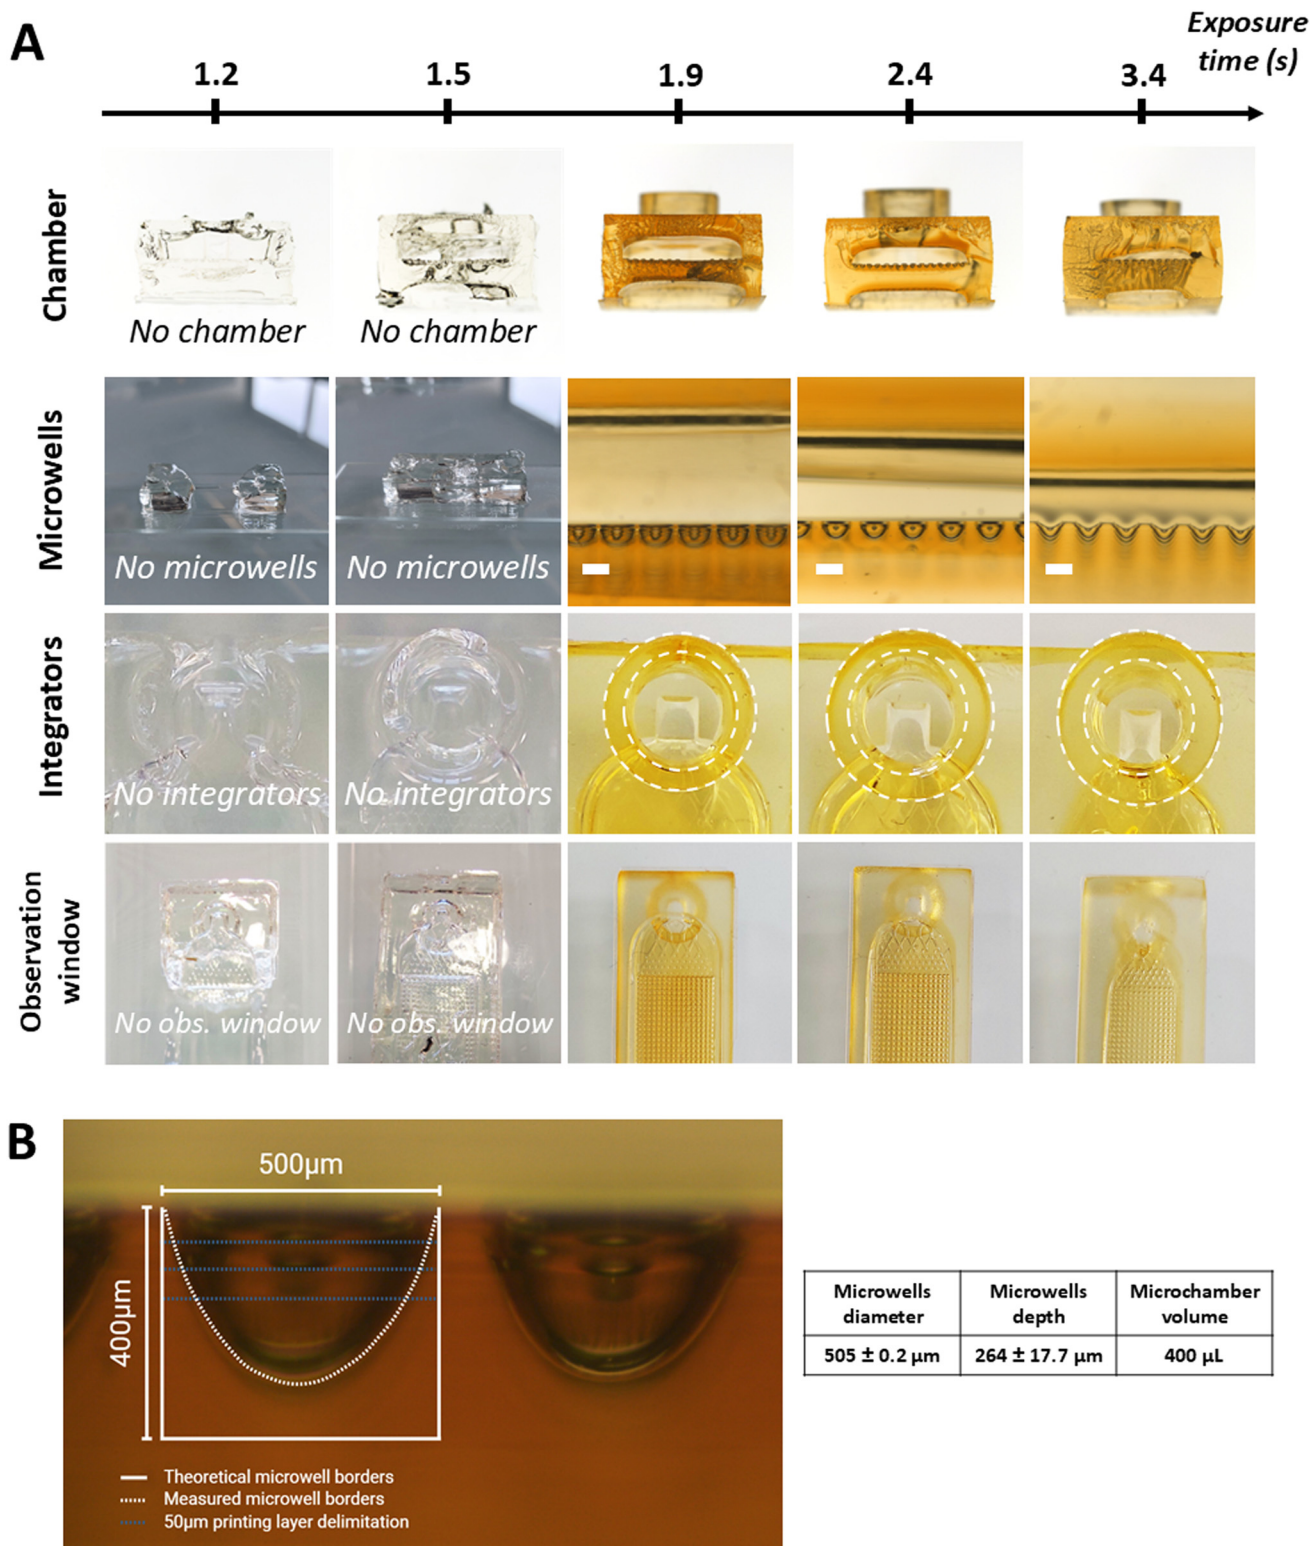 A
Exposure
time (s)
1.2
1.5
1.9
2.4
3.4
Chamber
No chamber
No chamber
Microwells
No microwells
No microwells
Integrators
No integrators
No integrators
Observation
window
No obs. window
No obs. window
B
500µm
400µm
Theoretical microwell borders
Measured microwell borders
50µm printing layer delimitation
Microwells
diameter
Microwells
depth
Microchamber
volume
505 ± 0.2 µm
264 ± 17.7 µm
400 µL